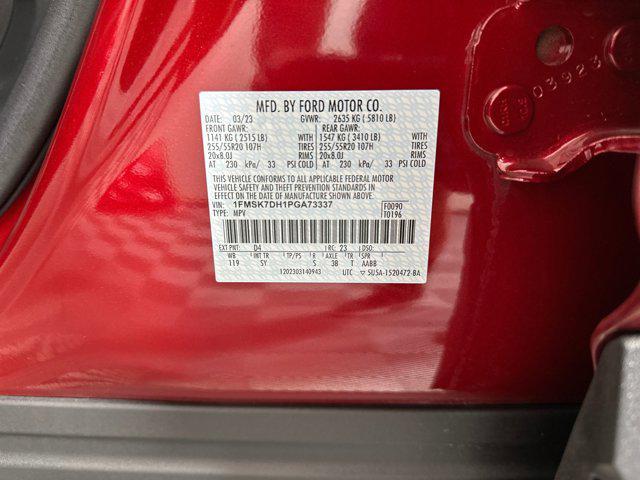 MFD. BY FORD MOTOR CO.
DATE: 03/23 GVWR: 2635 KG ( 5810 LB)
FRONT GAWR: REAR GAWR:
1141 KG ( 2515 LB) WITH 1547 KG ( 3410 LB) WITH
255/55R20 107H TIRES 255/55R20 107H TIRES
20x8.0J RIMS 20x8.0J RIMS
AT 230 kPa/ 33 PSI COLD AT 230 kPa/ 33 PSI COLD
THIS VEHICLE CONFORMS TO ALL APPLICABLE FEDERAL MOTOR
VEHICLE SAFETY AND THEFT PREVENTION STANDARDS IN
EFFECT ON THE DATE OF MANUFACTURE SHOWN ABOVE.
VIN: 1FMSK7DH1PGA73337 F0090
TYPE: MPV T0196
EXT PNT: D4 RC: 23 DSO:
WB INT TR TP/PS R AXLE TR SPR
119 SY S 3B T AABB
1202303140943 UTC ▽ 5U5A-1520472-BA
03923